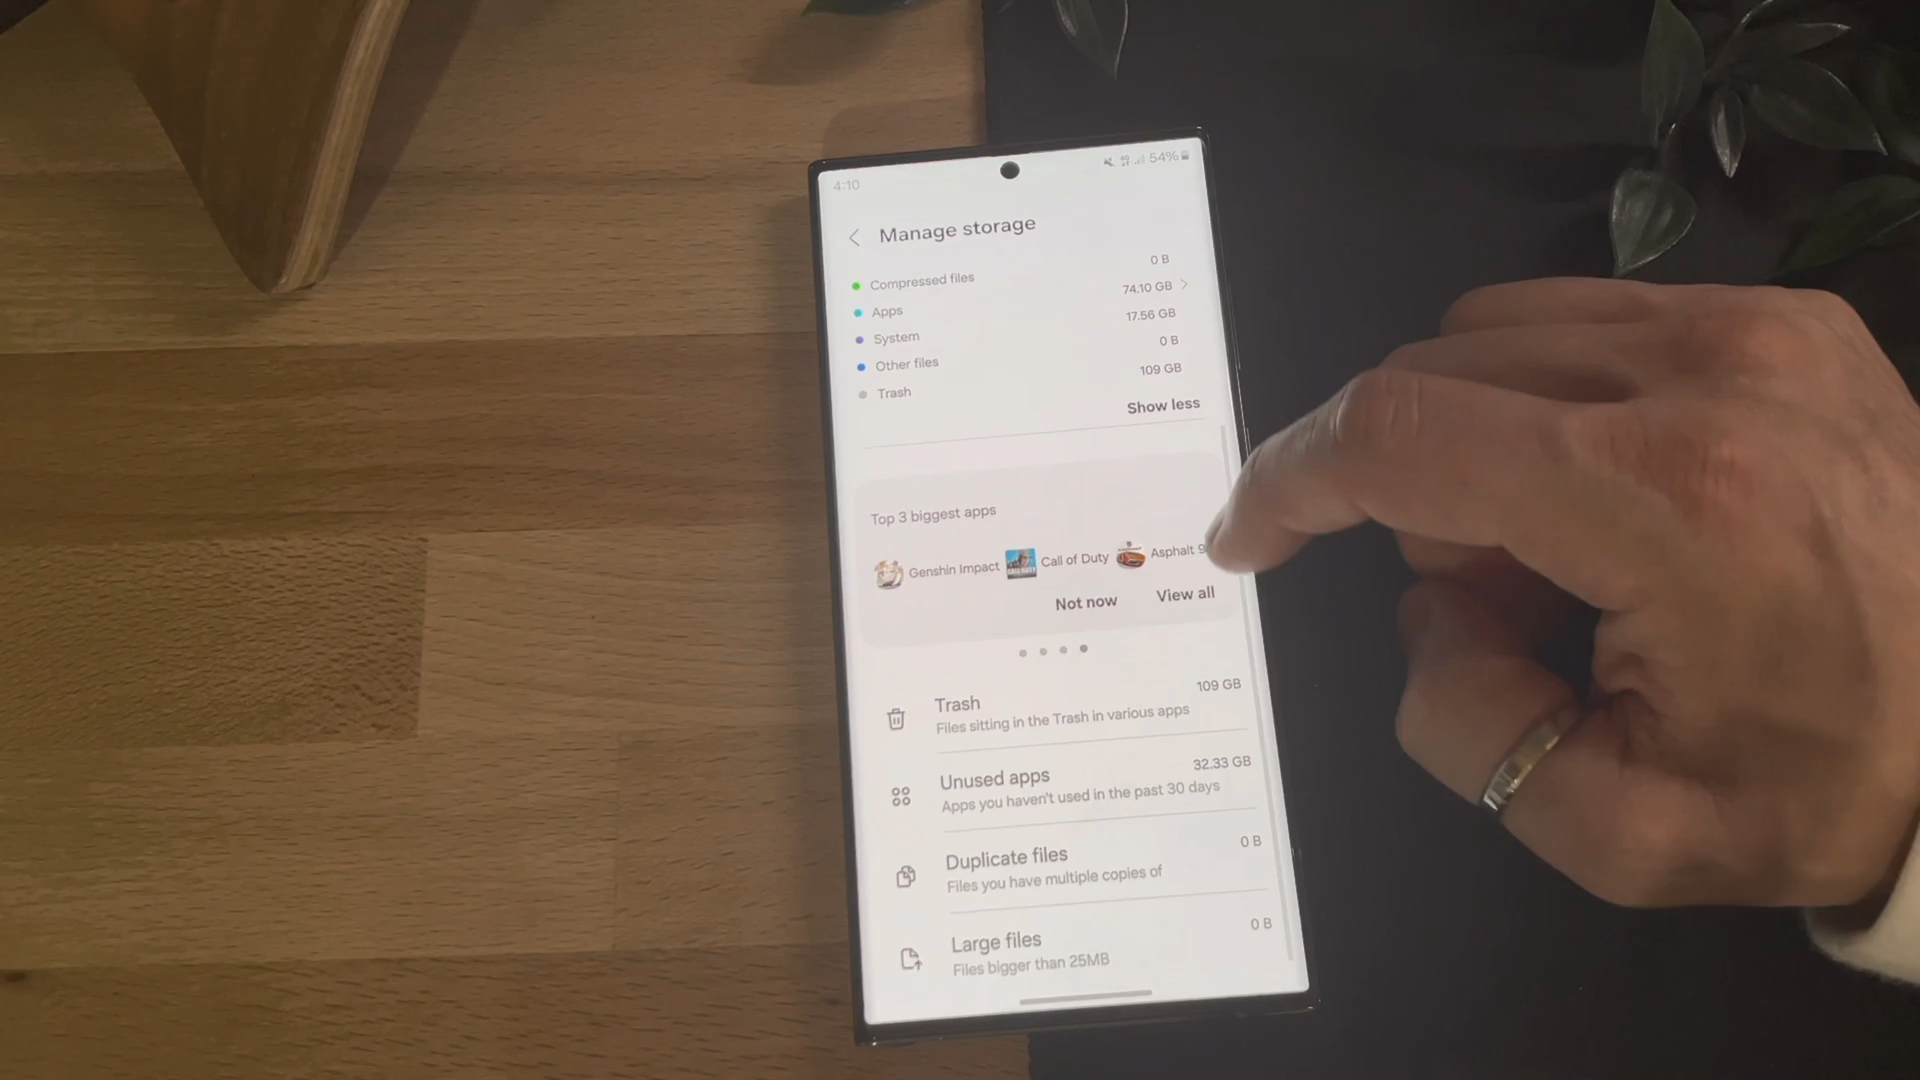 4:10
54%
Manage storage
Compressed files 0 B
Apps 74.10 GB
System 17.56 GB
Other files 0 B
Trash 109 GB
Show less
Top 3 biggest apps
Genshin Impact Call of Duty Asphalt 9
Not now View all
Trash 109 GB
Files sitting in the Trash in various apps
Unused apps 32.33 GB
Apps you haven't used in the past 30 days
Duplicate files 0 B
Files you have multiple copies of
Large files 0 B
Files bigger than 25MB